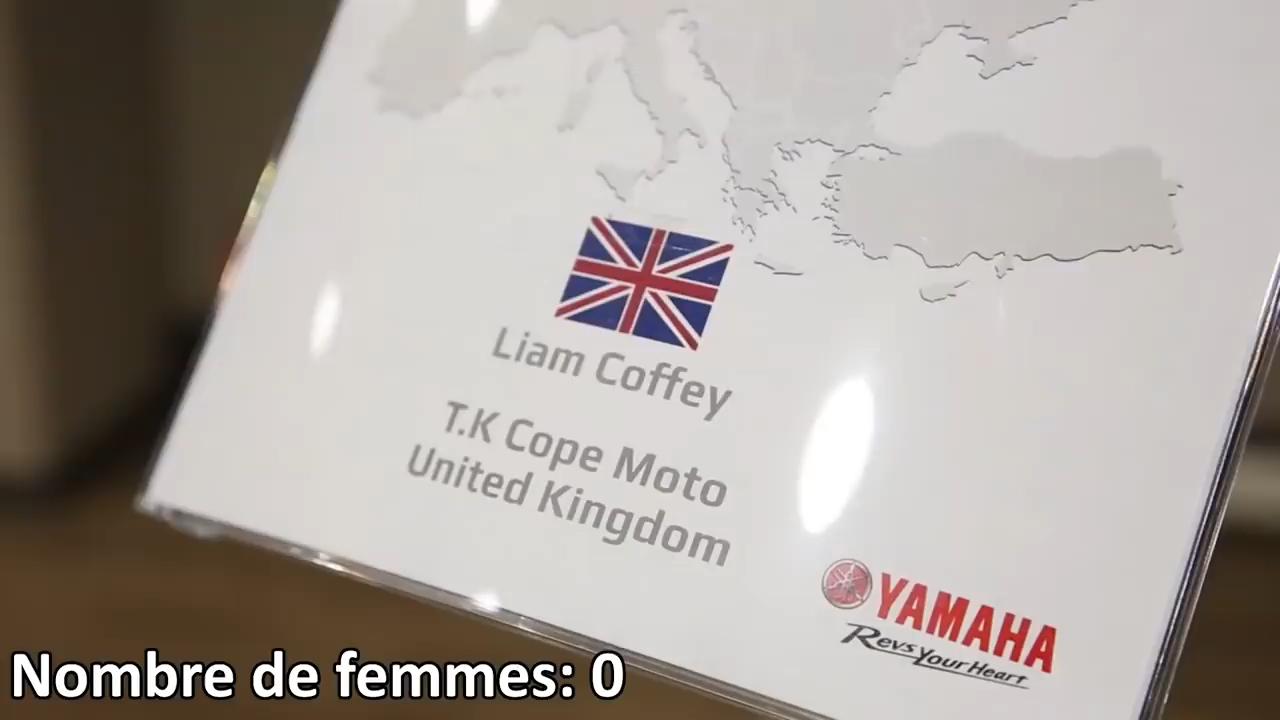 Liam Coffey
T.K Cope Moto
United Kingdom
YAMAHA
Revs Your Heart
Nombre de femmes: 0